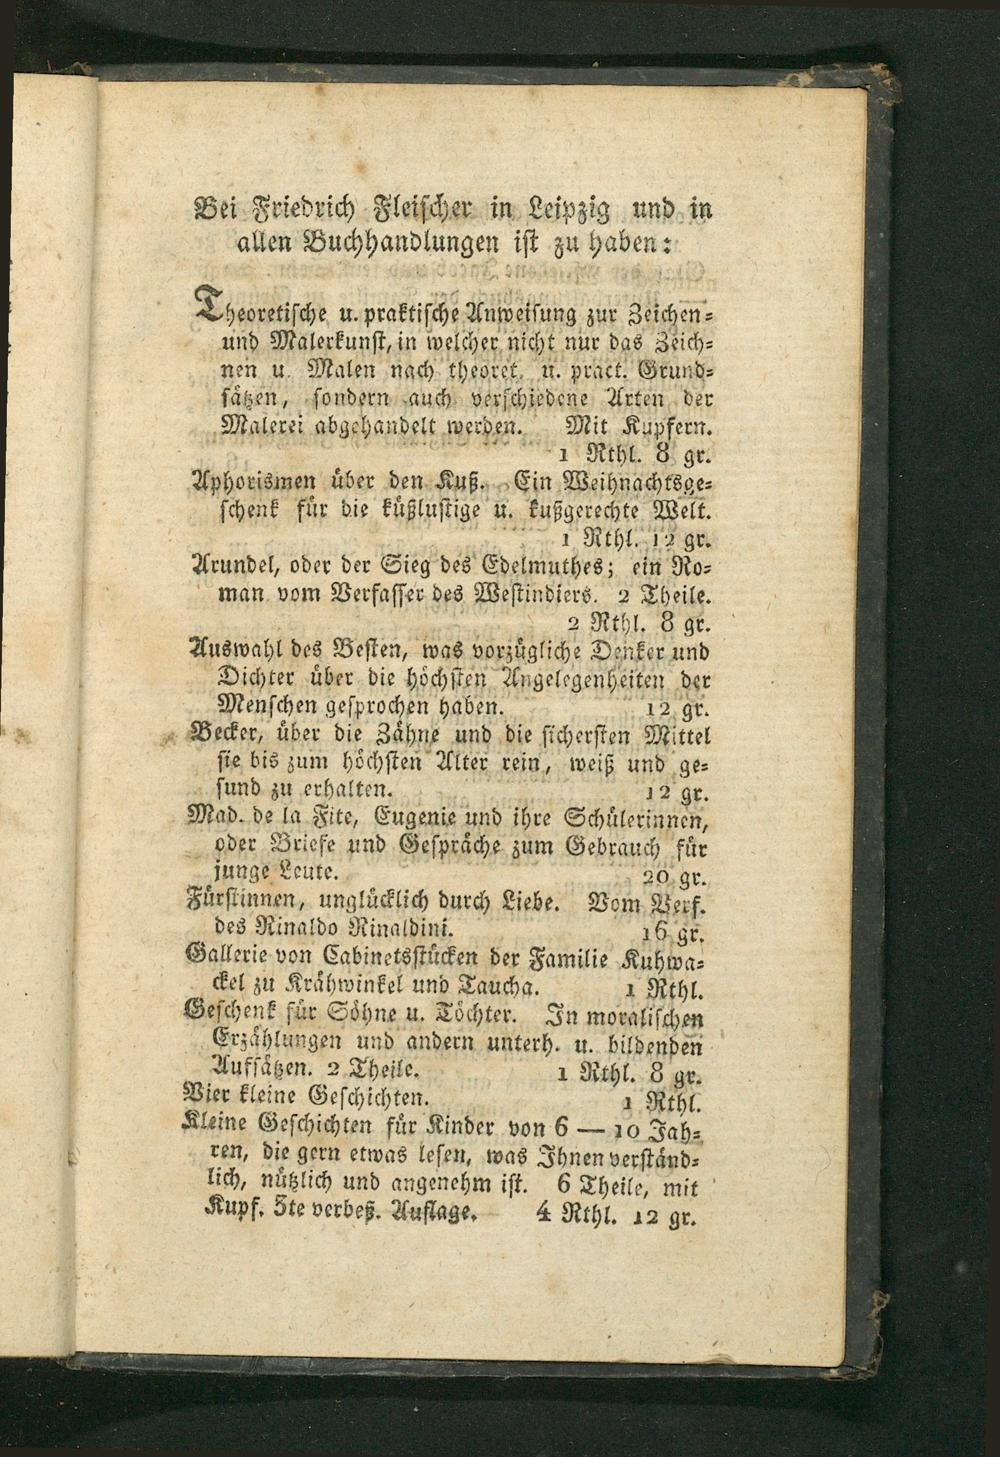 Bei Friedrich Fleischer in Leipzig und in
allen Buchhandlungen ist zu haben:
Theoretische u. praktische Anweisung zur Zeichen-
und Malerkunst, in welcher nicht nur das Zeich-
nen u. Malen nach theoret. u. pract. Grund-
sätzen, sondern auch verschiedene Arten der
Malerei abgehandelt werden. Mit Kupfern.
1 Rthl. 8 gr.
Aphorismen über den Kuß. Ein Weihnachtsge-
schenk für die küßlustige u. kußgerechte Welt.
1 Rthl. 12 gr.
Arundel, oder der Sieg des Edelmuthes; ein Ro-
man vom Verfasser des Westindiers. 2 Theile.
2 Rthl. 8 gr.
Auswahl des Besten, was vorzügliche Denker und
Dichter über die höchsten Angelegenheiten der
Menschen gesprochen haben. 12 gr.
Becker, über die Zähne und die sichersten Mittel
sie bis zum höchsten Alter rein, weiß und ge-
sund zu erhalten. 12 gr.
Mad. de la Fite, Eugenie und ihre Schülerinnen,
oder Briefe und Gespräche zum Gebrauch für
junge Leute. 20 gr.
Fürstinnen, unglücklich durch Liebe. Vom Verf.
des Rinaldo Rinaldini. 16 gr.
Gallerie von Cabinetsstücken der Familie Kuhwa-
ckel zu Krähwinkel und Taucha. 1 Rthl.
Geschenk für Söhne u. Töchter. In moralischen
Erzählungen und andern unterh. u. bildenden
Aufsätzen. 2 Theile. 1 Rthl. 8 gr.
Vier kleine Geschichten. 1 Rthl.
Kleine Geschichten für Kinder von 6 — 10 Jah-
ren, die gern etwas lesen, was Ihnen verständ-
lich, nützlich und angenehm ist. 6 Theile, mit
Kupf. 3te verbeß. Auflage. 4 Rthl. 12 gr.